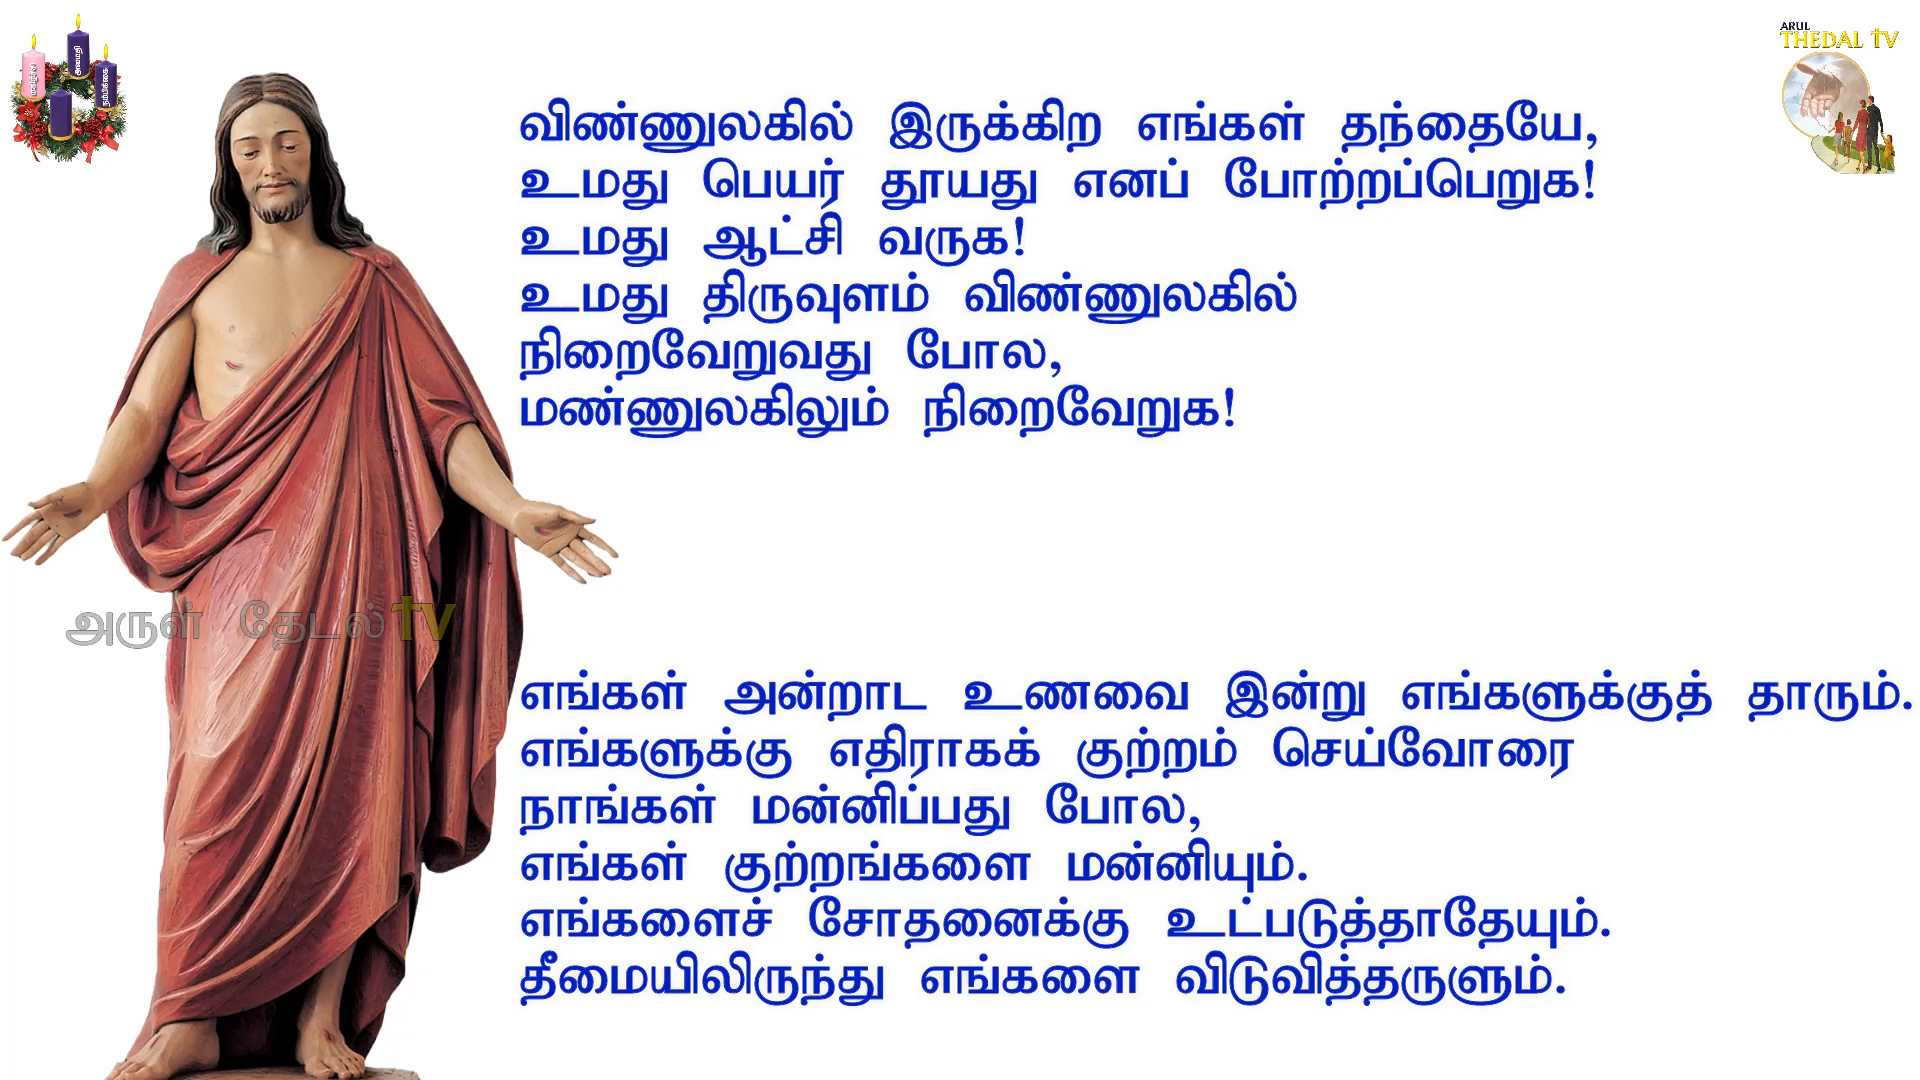 ARUL
THEDAL TV
விண்ணுலகில் இருக்கிற எங்கள் தந்தையே,
உமது பெயர் தூயது எனப் போற்றப்பெறுக!
உமது ஆட்சி வருக!
உமது திருவுளம் விண்ணுலகில்
நிறைவேறுவது போல,
மண்ணுலகிலும் நிறைவேறுக!
அருள் தேடல் tv
எங்கள் அன்றாட உணவை இன்று எங்களுக்குத் தாரும்.
எங்களுக்கு எதிராகக் குற்றம் செய்வோரை
நாங்கள் மன்னிப்பது போல,
எங்கள் குற்றங்களை மன்னியும்.
எங்களைச் சோதனைக்கு உட்படுத்தாதேயும்.
தீமையிலிருந்து எங்களை விடுவித்தருளும்.